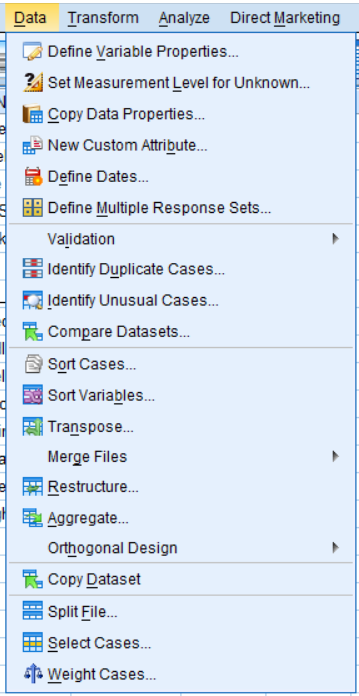 Data Transform Analyze Direct Marketing
Define Variable Properties...
Set Measurement Level for Unknown...
Copy Data Properties...
New Custom Attribute...
Define Dates...
Define Multiple Response Sets...
Validation
Identify Duplicate Cases...
Identify Unusual Cases...
Compare Datasets...
Sort Cases...
Sort Variables...
Transpose...
Merge Files
Restructure...
Aggregate...
Orthogonal Design
Copy Dataset
Split File...
Select Cases...
Weight Cases...